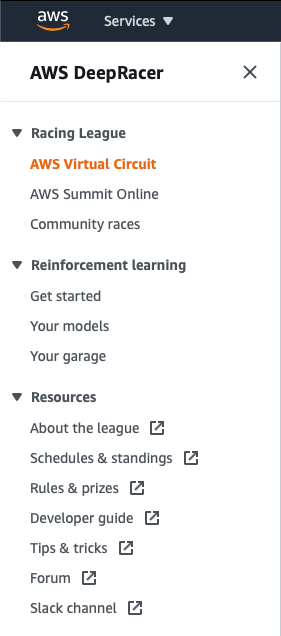 aws
Services
AWS DeepRacer
Racing League
AWS Virtual Circuit
AWS Summit Online
Community races
Reinforcement learning
Get started
Your models
Your garage
Resources
About the league
Schedules & standings
Rules & prizes
Developer guide
Tips & tricks
Forum
Slack channel